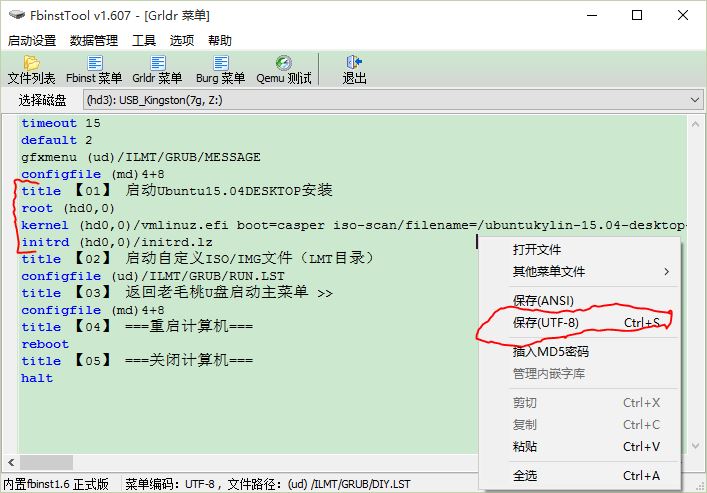 FbinstTool v1.607 - [Grldr 菜单]
启动设置 数据管理 工具 选项 帮助
文件列表 Fbinst 菜单 Grldr 菜单 Burg 菜单 Qemu 测试 退出
选择磁盘 (hd3): USB_Kingston(7g, Z:)
timeout 15
default 2
gfxmenu (ud)/ILMT/GRUB/MESSAGE
configfile (md)4+8
title 【01】 启动Ubuntu15.04DESKTOP安装
root (hd0,0)
kernel (hd0,0)/vmlinuz.efi boot=casper iso-scan/filename=/ubuntukylin-15.04-desktop-
initrd (hd0,0)/initrd.lz
title 【02】 启动自定义ISO/IMG文件（LMT目录）
configfile (ud)/ILMT/GRUB/RUN.LST
title 【03】 返回老毛桃U盘启动主菜单 >>
configfile (md)4+8
title 【04】 ===重启计算机===
reboot
title 【05】 ===关闭计算机===
halt
打开文件
其他菜单文件
保存(ANSI)
保存(UTF-8) Ctrl+S
插入MD5密码
管理内嵌字库
剪切 Ctrl+X
复制 Ctrl+C
粘贴 Ctrl+V
全选 Ctrl+A
内置fbinst1.6 正式版 菜单编码：UTF-8，文件路径：(ud) /ILMT/GRUB/DIY.LST